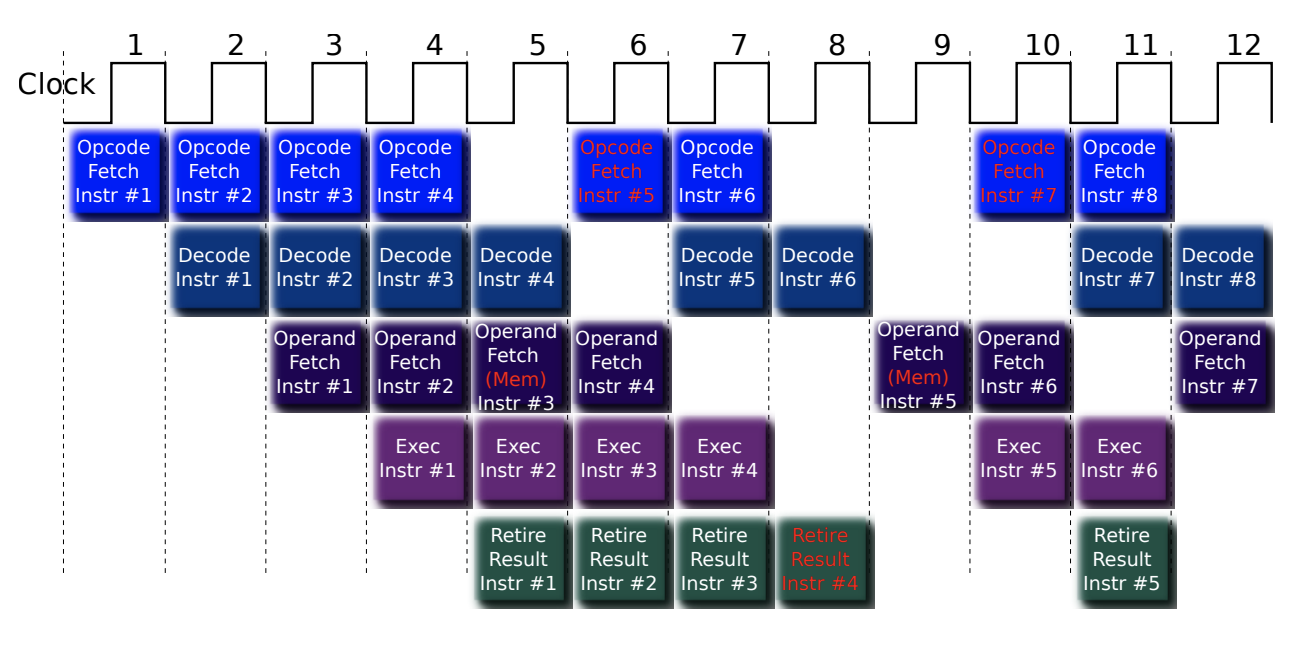 1 2 3 4 5 6 7 8 9 10 11 12
Clock
Opcode Opcode Opcode Opcode Opcode Opcode Opcode Opcode
Fetch Fetch Fetch Fetch Fetch Fetch Fetch Fetch
Instr #1 Instr #2 Instr #3 Instr #4 Instr #5 Instr #6 Instr #7 Instr #8
Decode Decode Decode Decode Decode Decode Decode Decode
Instr #1 Instr #2 Instr #3 Instr #4 Instr #5 Instr #6 Instr #7 Instr #8
Operand Operand Operand Operand Operand Operand Operand
Fetch Fetch Fetch Fetch Fetch Fetch Fetch
(Mem) (Mem)
Instr #1 Instr #2 Instr #3 Instr #4 Instr #5 Instr #6 Instr #7
Exec Exec Exec Exec Exec Exec
Instr #1 Instr #2 Instr #3 Instr #4 Instr #5 Instr #6
Retire Retire Retire Retire Retire
Result Result Result Result Result
Instr #1 Instr #2 Instr #3 Instr #4 Instr #5